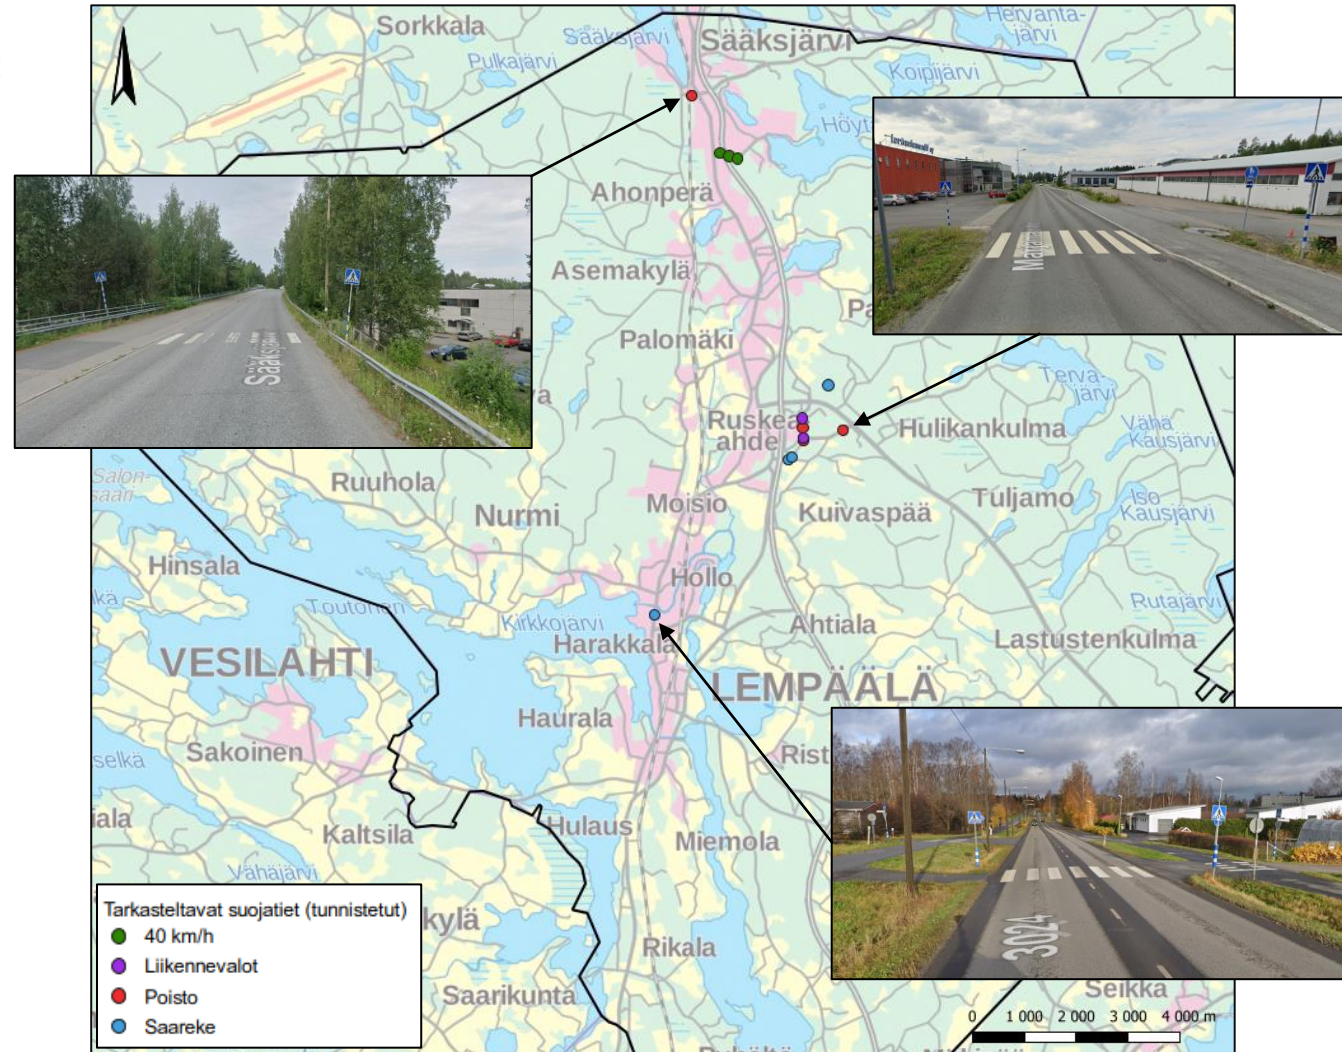 Sorkkala
Sääksjärvi
Sääksjärvi
Hervanta-
järvi
Pulkajärvi
Koipijärvi
Höyt
Ahonperä
Asemakylä
Pa
Palomäki
Terva-
järvi
va
Ruskea
ahde
Hulikankulma
Vähä
Kausjärvi
Salon-
saari
Ruuhola
Moisio
Tuljamo
Iso
Kausjärvi
Nurmi
Kuivaspää
Hinsala
Hollo
kä
Toutonen
Kirkkojärvi
Rutajärvi
Harakkala
Ahtiala
Lastustenkulma
VESILAHTI
LEMPÄÄLÄ
Haurala
Sakoinen
selkä
Rist
3024
iala
Kaltsila
Hulaus
Miemola
Vähäjärvi
kylä
Rikala
Saarikunta
Seikka
Tarkasteltavat suojatiet (tunnistetut)
40 km/h
Liikennevalot
Poisto
Saareke
0 1 000 2 000 3 000 4 000 m